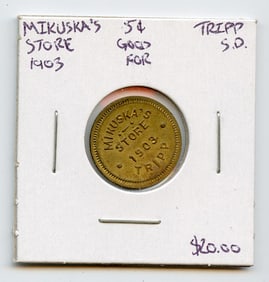 MIKUSKA'S 5¢ TRIPP
STORE GOOD S.D.
1903 FOR
MIKUSKA'S
STORE
1903
TRIPP
$20.00